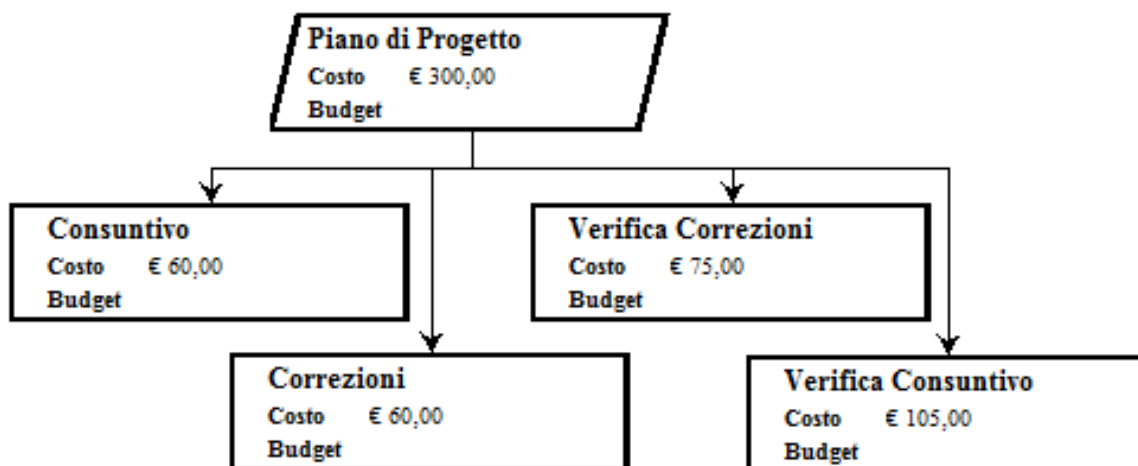 Piano di Progetto
Costo € 300,00
Budget
Consuntivo
Costo € 60,00
Budget
Verifica Correzioni
Costo € 75,00
Budget
Correzioni
Costo € 60,00
Budget
Verifica Consuntivo
Costo € 105,00
Budget